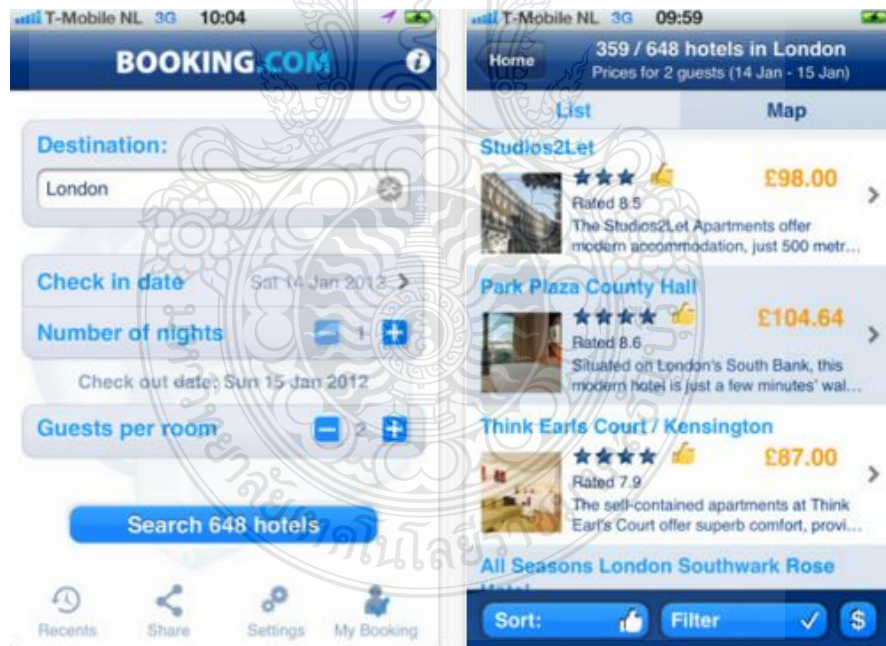 T-Mobile NL 3G 10:04
BOOKING.COM
Destination:
London
Check in date Sat 14 Jan 2012
Number of nights 1
Check out date: Sun 15 Jan 2012
Guests per room 2
Search 648 hotels
Recents Share Settings My Booking
T-Mobile NL 3G 09:59
Home
359 / 648 hotels in London
Prices for 2 guests (14 Jan - 15 Jan)
List Map
Studios2Let
£98.00
Rated 8.5
The Studios2Let Apartments offer
modern accommodation, just 500 metr...
Park Plaza County Hall
£104.64
Rated 8.6
Situated on London's South Bank, this
modern hotel is just a few minutes' wal...
Think Earls Court / Kensington
£87.00
Rated 7.9
The self-contained apartments at Think
Earl's Court offer superb comfort, provi...
All Seasons London Southwark Rose
Sort: Filter $